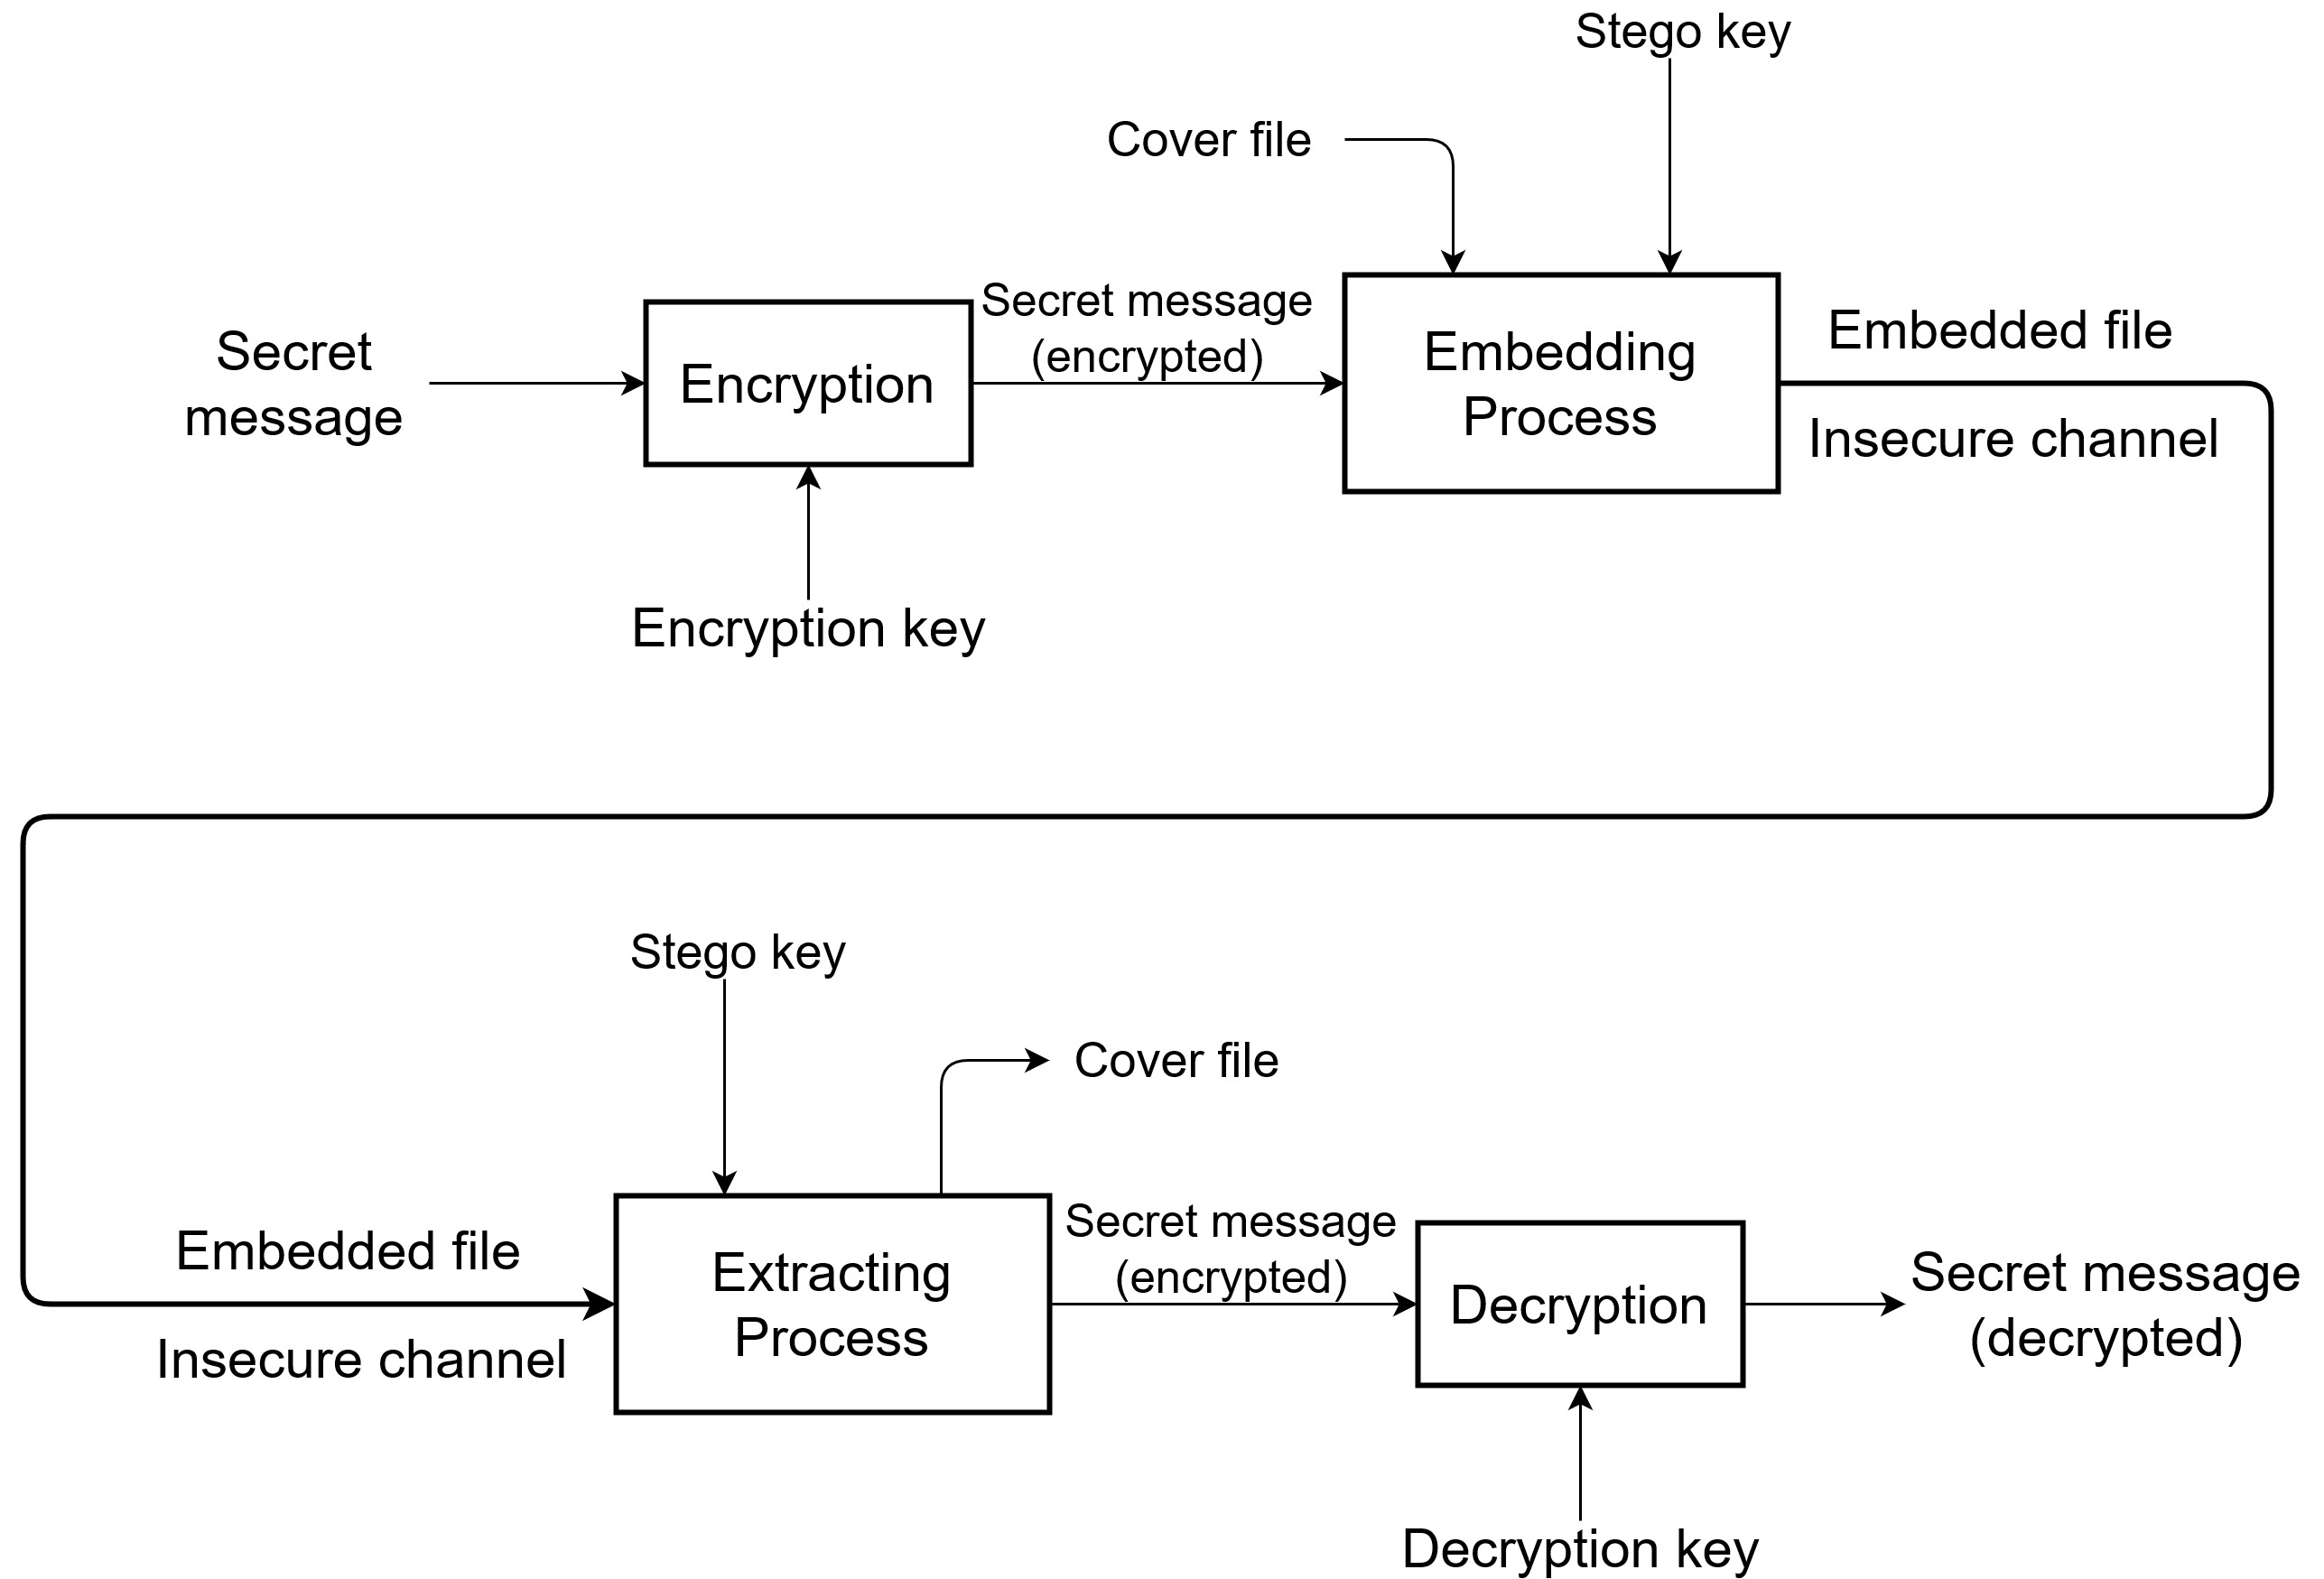 Stego key
Cover file
Secret
message
Encryption
Secret message
(encrypted)
Embedding
Process
Embedded file
Insecure channel
Encryption key
Stego key
Cover file
Embedded file
Insecure channel
Extracting
Process
Secret message
(encrypted)
Decryption
Secret message
(decrypted)
Decryption key